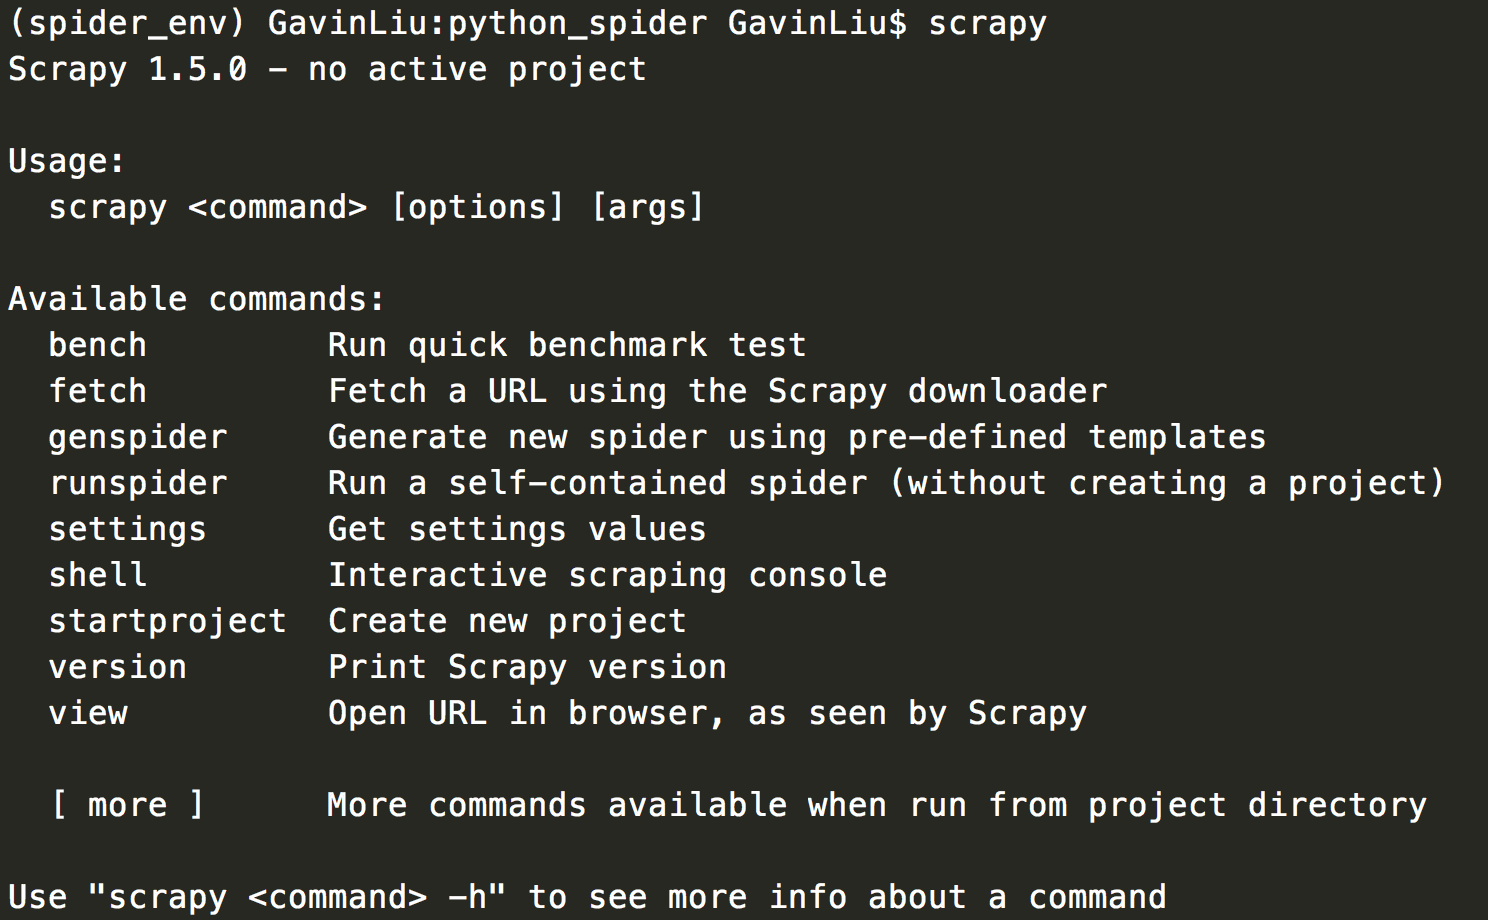 (spider_env) GavinLiu:python_spider GavinLiu$ scrapy
Scrapy 1.5.0 - no active project

Usage:
  scrapy <command> [options] [args]

Available commands:
  bench         Run quick benchmark test
  fetch         Fetch a URL using the Scrapy downloader
  genspider     Generate new spider using pre-defined templates
  runspider     Run a self-contained spider (without creating a project)
  settings      Get settings values
  shell         Interactive scraping console
  startproject  Create new project
  version       Print Scrapy version
  view          Open URL in browser, as seen by Scrapy

  [ more ]      More commands available when run from project directory

Use "scrapy <command> -h" to see more info about a command